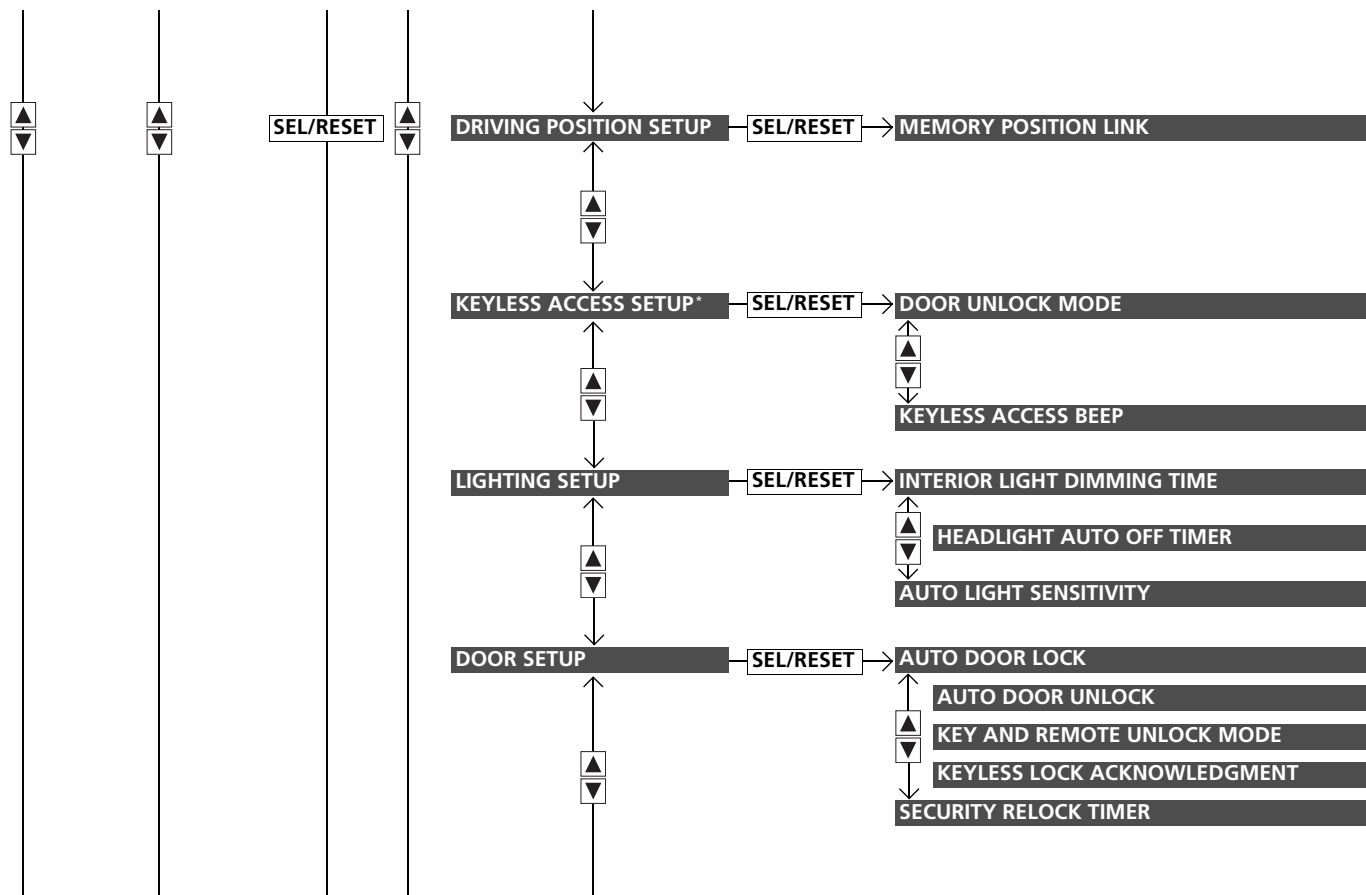 SEL/RESET
DRIVING POSITION SETUP
SEL/RESET
MEMORY POSITION LINK
KEYLESS ACCESS SETUP*
SEL/RESET
DOOR UNLOCK MODE
KEYLESS ACCESS BEEP
LIGHTING SETUP
SEL/RESET
INTERIOR LIGHT DIMMING TIME
HEADLIGHT AUTO OFF TIMER
AUTO LIGHT SENSITIVITY
DOOR SETUP
SEL/RESET
AUTO DOOR LOCK
AUTO DOOR UNLOCK
KEY AND REMOTE UNLOCK MODE
KEYLESS LOCK ACKNOWLEDGMENT
SECURITY RELOCK TIMER